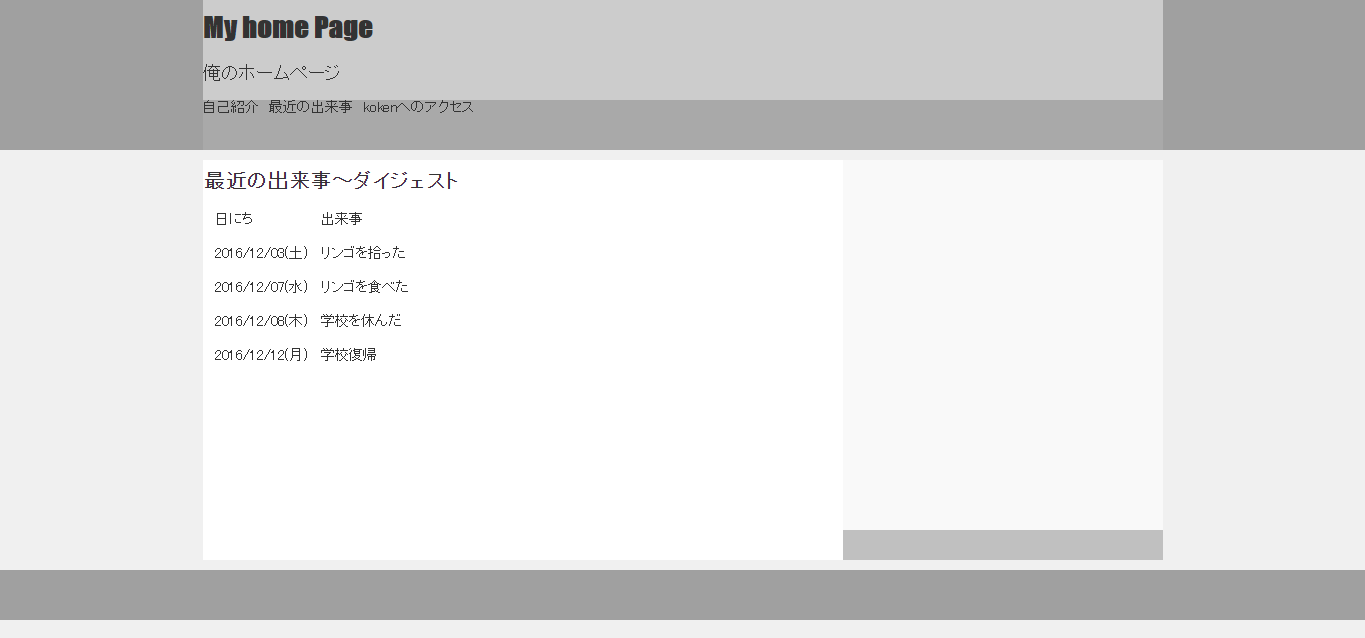 My home Page
俺のホームページ
自己紹介 最近の出来事 kokenへのアクセス
最近の出来事～ダイジェスト
日にち 出来事
2016/12/03(土) リンゴを拾った
2016/12/07(水) リンゴを食べた
2016/12/08(木) 学校を休んだ
2016/12/12(月) 学校復帰